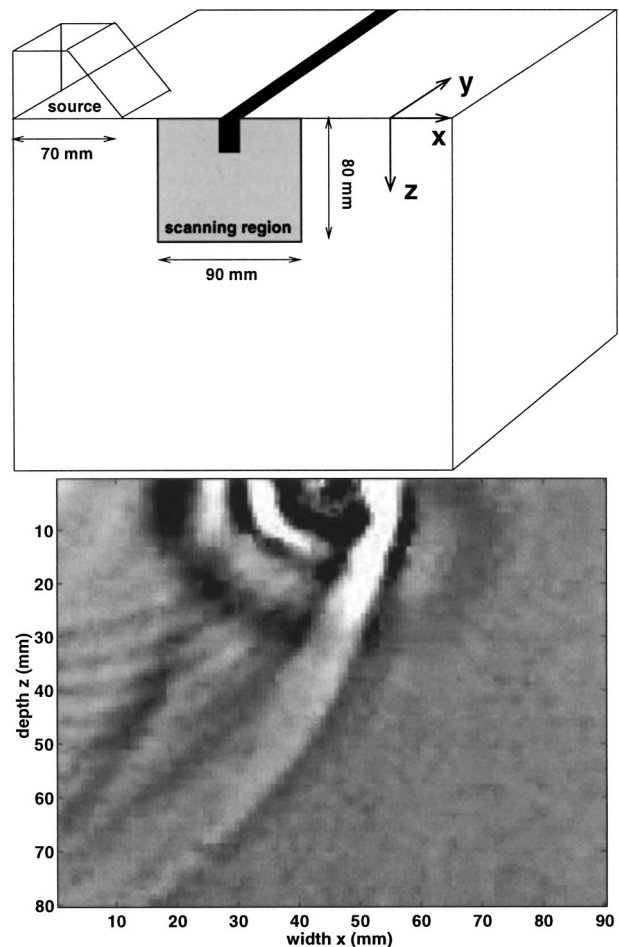 source
70 mm
y
x
z
80 mm
scanning region
90 mm
depth z (mm)
10
20
30
40
50
60
70
80
10 20 30 40 50 60 70 80 90
width x (mm)